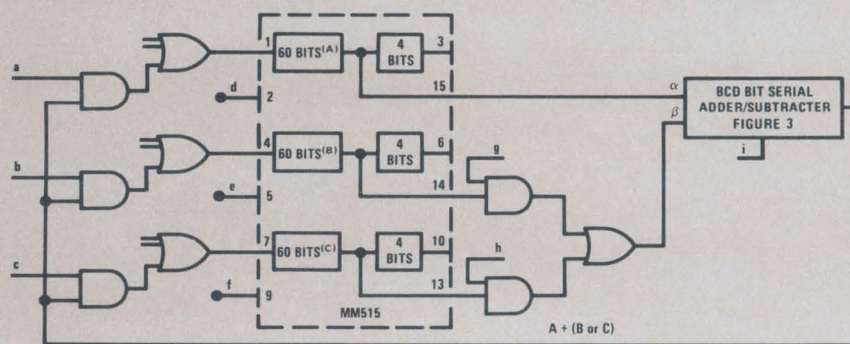 a
1
60 BITS(A)
4 BITS
3
d
2
15
α
β
BCD BIT SERIAL
ADDER/SUBTRACTER
FIGURE 3
i
b
4
60 BITS(B)
4 BITS
6
e
5
14
g
c
7
60 BITS(C)
4 BITS
10
h
f
9
13
MM515
A + (B or C)